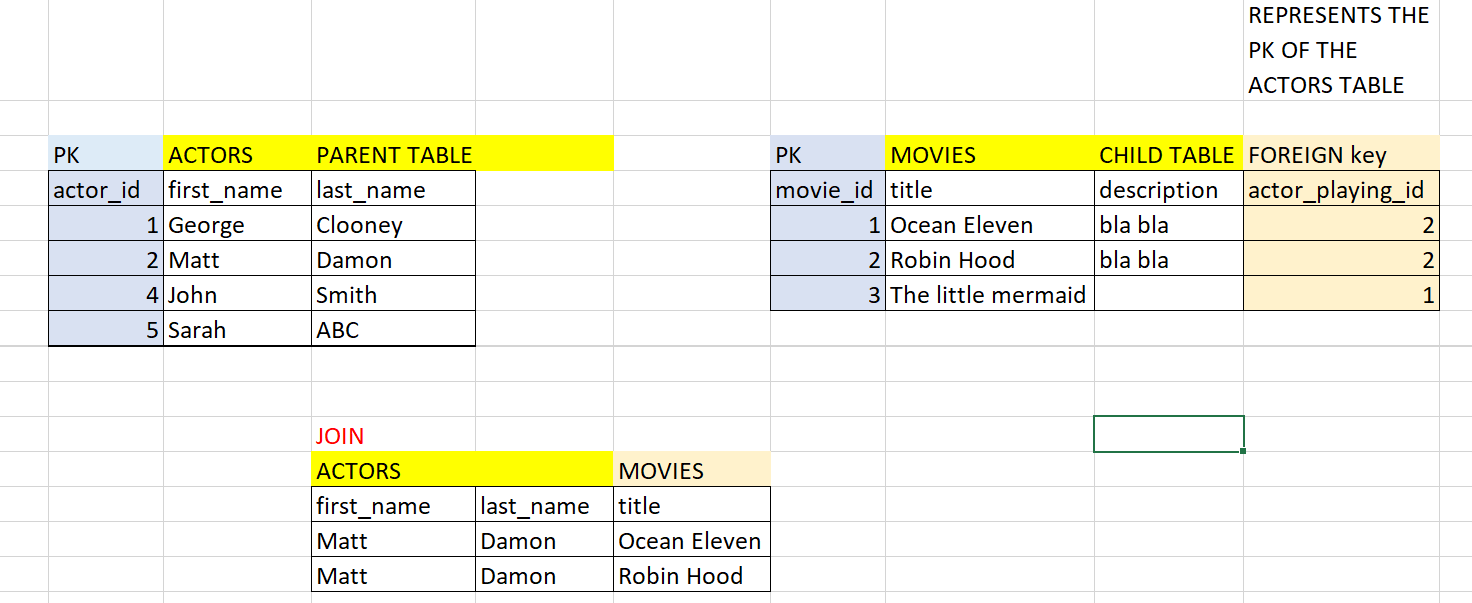 REPRESENTS THE
PK OF THE
ACTORS TABLE
PK ACTORS PARENT TABLE
actor_id first_name last_name
1 George Clooney
2 Matt Damon
4 John Smith
5 Sarah ABC
PK MOVIES CHILD TABLE FOREIGN key
movie_id title description actor_playing_id
1 Ocean Eleven bla bla 2
2 Robin Hood bla bla 2
3 The little mermaid 1
JOIN
ACTORS MOVIES
first_name last_name title
Matt Damon Ocean Eleven
Matt Damon Robin Hood